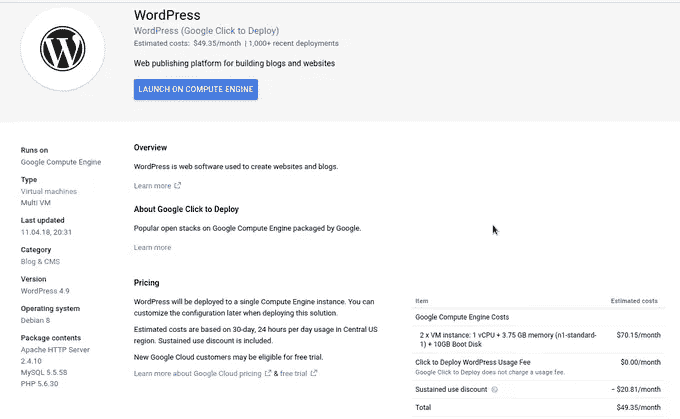 WordPress
WordPress (Google Click to Deploy)
Estimated costs: $49.35/month | 1,000+ recent deployments
Web publishing platform for building blogs and websites
LAUNCH ON COMPUTE ENGINE
Runs on
Google Compute Engine
Type
Virtual machines
Multi VM
Last updated
11.04.18, 20:31
Category
Blog & CMS
Version
WordPress 4.9
Operating system
Debian 8
Package contents
Apache HTTP Server
2.4.10
MySQL 5.5.58
PHP 5.6.30
Overview
WordPress is web software used to create websites and blogs.
Learn more
About Google Click to Deploy
Popular open stacks on Google Compute Engine packaged by Google.
Learn more
Pricing
WordPress will be deployed to a single Compute Engine instance. You can
customize the configuration later when deploying this solution.
Estimated costs are based on 30-day, 24 hours per day usage in Central US
region. Sustained use discount is included.
New Google Cloud customers may be eligible for free trial.
Learn more about Google Cloud pricing & free trial
Item Estimated costs
Google Compute Engine Costs
2 x VM instance: 1 vCPU + 3.75 GB memory (n1-standard- $70.15/month
1) + 10GB Boot Disk
Click to Deploy WordPress Usage Fee $0.00/month
Google Click to Deploy does not charge a usage fee.
Sustained use discount − $20.81/month
Total $49.35/month